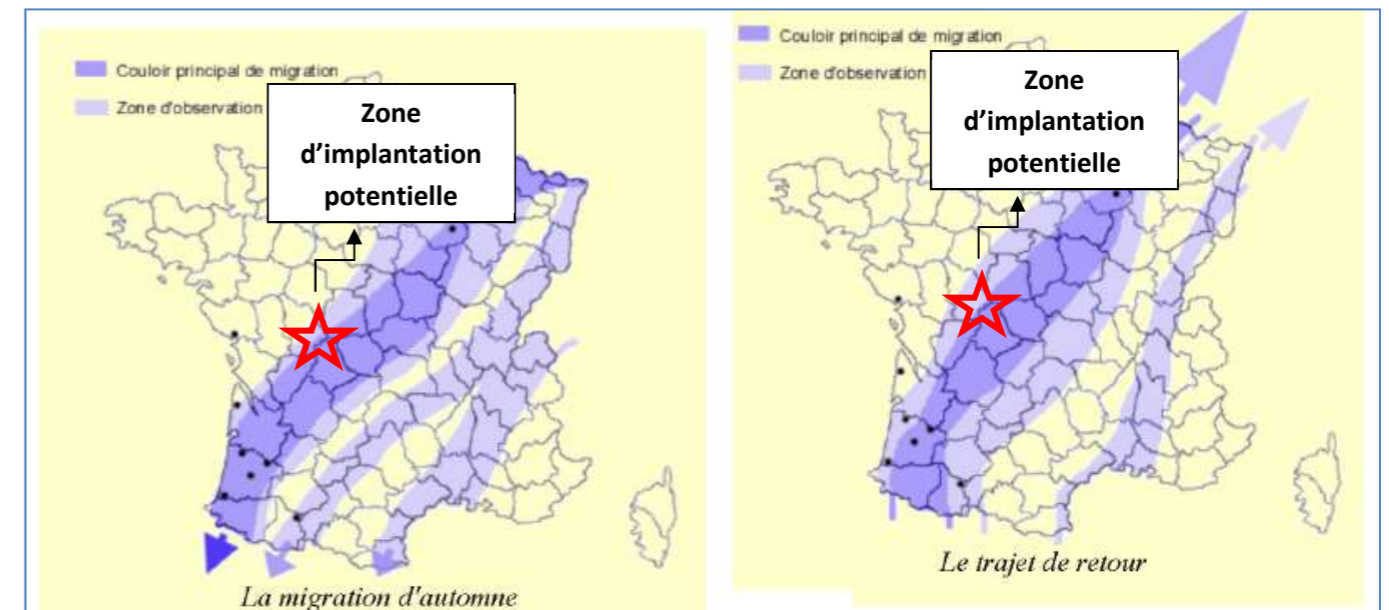 Couloir principal de migration
Zone d'observation
Zone
d'implantation
potentielle
La migration d'automne
Couloir principal de migration
Zone d'observation
Zone
d'implantation
potentielle
Le trajet de retour